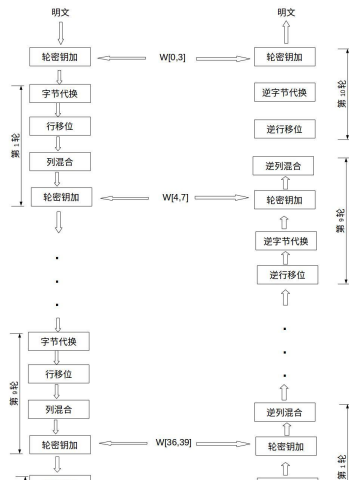 明文
轮密钥加
字节代换
行移位
列混合
轮密钥加
第1轮
字节代换
行移位
列混合
轮密钥加
第9轮
W[0,3]
W[4,7]
W[36,39]
明文
轮密钥加
逆字节代换
逆行移位
第10轮
逆列混合
轮密钥加
逆字节代换
逆行移位
第9轮
逆列混合
轮密钥加
第1轮